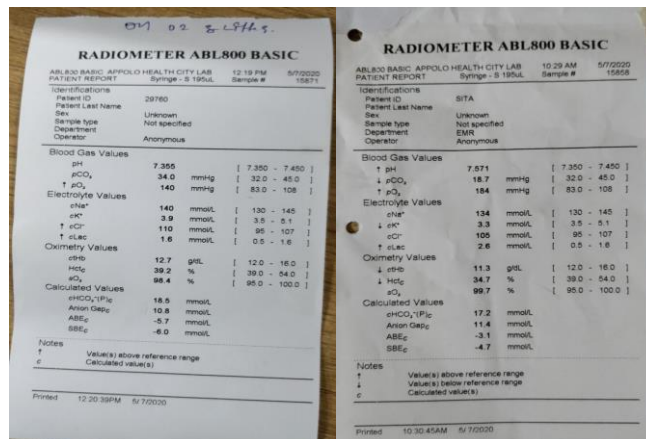 ON 02 8 lit/hr.
RADIOMETER ABL800 BASIC
ABL800 BASIC APPOLO HEALTH CITY LAB 12:19 PM 5/7/2020
PATIENT REPORT Syringe - S 195uL Sample # 15871
Identifications
Patient ID 29760
Patient Last Name
Sex Unknown
Sample type Not specified
Department
Operator Anonymous
Blood Gas Values
pH 7.355 [ 7.350 - 7.450 ]
pCO₂ 34.0 mmHg [ 32.0 - 45.0 ]
↑ pO₂ 140 mmHg [ 83.0 - 108 ]
Electrolyte Values
cNa⁺ 140 mmol/L [ 130 - 145 ]
cK⁺ 3.9 mmol/L [ 3.5 - 5.1 ]
↑ cCl⁻ 110 mmol/L [ 95 - 107 ]
↑ cLac 1.6 mmol/L [ 0.5 - 1.6 ]
Oximetry Values
ctHb 12.7 g/dL [ 12.0 - 16.0 ]
Hctc 39.2 % [ 39.0 - 54.0 ]
sO₂ 98.4 % [ 95.0 - 100.0 ]
Calculated Values
cHCO₃⁻(P)c 18.5 mmol/L
Anion Gapc 10.8 mmol/L
ABEc -5.7 mmol/L
SBEc -6.0 mmol/L
Notes
↑ Value(s) above reference range
c Calculated value(s)
Printed 12:20:39PM 5/ 7/2020
RADIOMETER ABL800 BASIC
ABL800 BASIC APPOLO HEALTH CITY LAB 10:29 AM 5/7/2020
PATIENT REPORT Syringe - S 195uL Sample # 15858
Identifications
Patient ID SITA
Patient Last Name
Sex Unknown
Sample type Not specified
Department EMR
Operator Anonymous
Blood Gas Values
↑ pH 7.571 [ 7.350 - 7.450 ]
↓ pCO₂ 18.7 mmHg [ 32.0 - 45.0 ]
↑ pO₂ 184 mmHg [ 83.0 - 108 ]
Electrolyte Values
cNa⁺ 134 mmol/L [ 130 - 145 ]
↓ cK⁺ 3.3 mmol/L [ 3.5 - 5.1 ]
cCl⁻ 105 mmol/L [ 95 - 107 ]
↑ cLac 2.6 mmol/L [ 0.5 - 1.6 ]
Oximetry Values
↓ ctHb 11.3 g/dL [ 12.0 - 16.0 ]
↓ Hctc 34.7 % [ 39.0 - 54.0 ]
sO₂ 99.7 % [ 95.0 - 100.0 ]
Calculated Values
cHCO₃⁻(P)c 17.2 mmol/L
Anion Gapc 11.4 mmol/L
ABEc -3.1 mmol/L
SBEc -4.7 mmol/L
Notes
↑ Value(s) above reference range
↓ Value(s) below reference range
c Calculated value(s)
Printed 10:30:45AM 5/ 7/2020